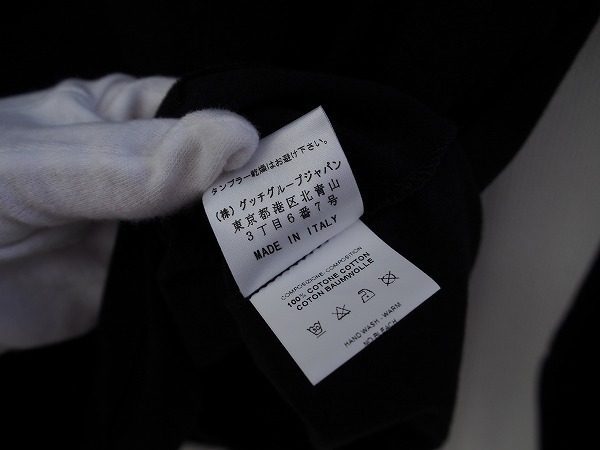 タンブラー乾燥はお避け下さい。
(株) グッチグループジャパン
東京都港区北青山
3丁目6番7号
MADE IN ITALY
COMPOSIZIONE COMPOSITION
100% COTONE COTTON
COTON BAUMWOLLE
HAND WASH - WARM
NO BLEACH